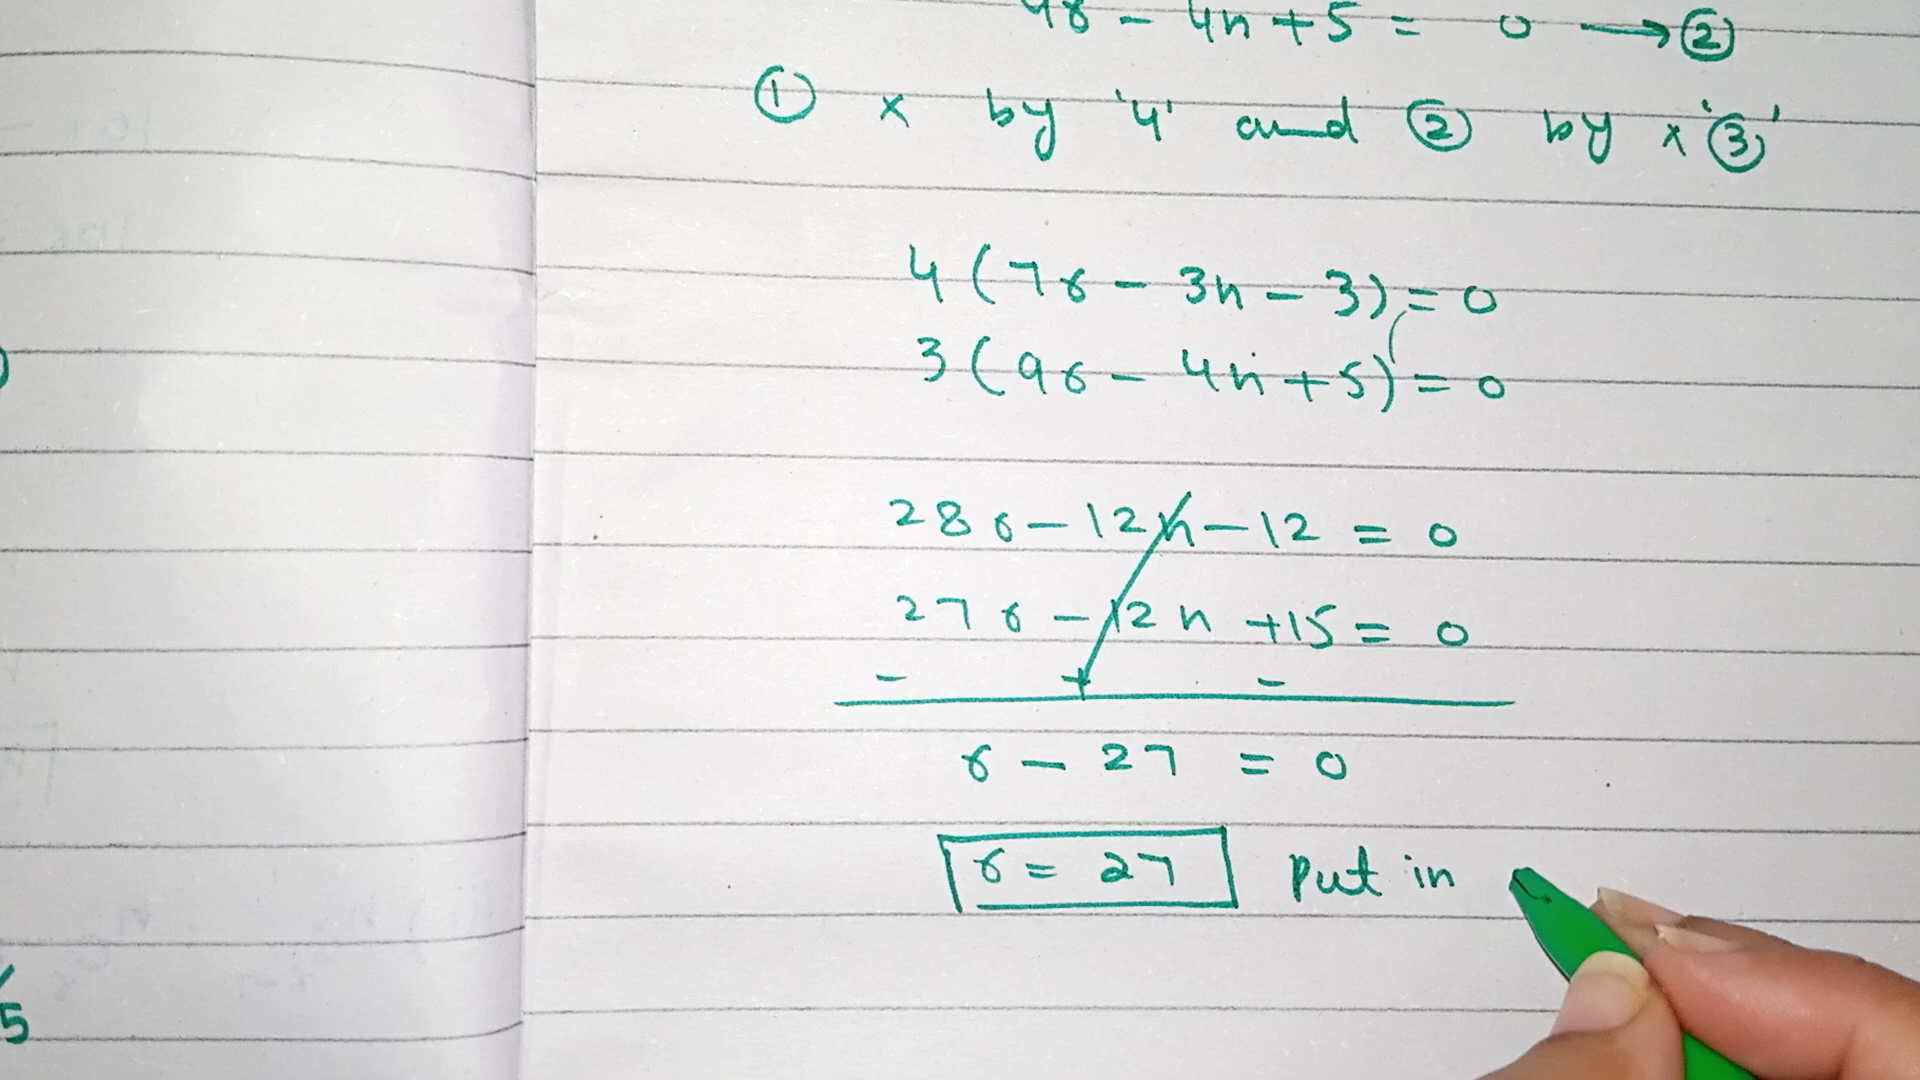 9r - 4n + 5 = 0 → ②
① × by '4' and ② by × '③'
4 (7r - 3n - 3) = 0
3 (9r - 4n + 5) = 0
28r - 12n - 12 = 0
27r - 12n + 15 = 0
- + -
r - 27 = 0
r = 27 Put in
5